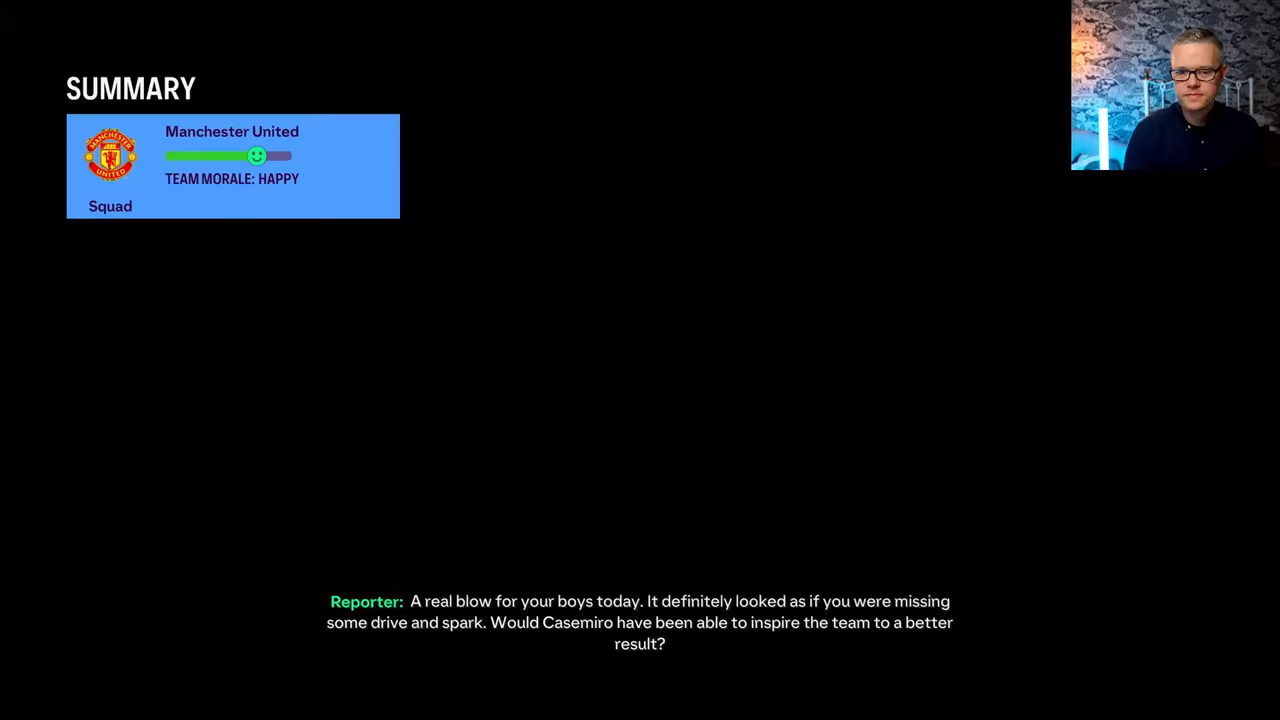 SUMMARY
MANCHESTER
UNITED
Manchester United
TEAM MORALE: HAPPY
Squad
Reporter: A real blow for your boys today. It definitely looked as if you were missing
some drive and spark. Would Casemiro have been able to inspire the team to a better
result?